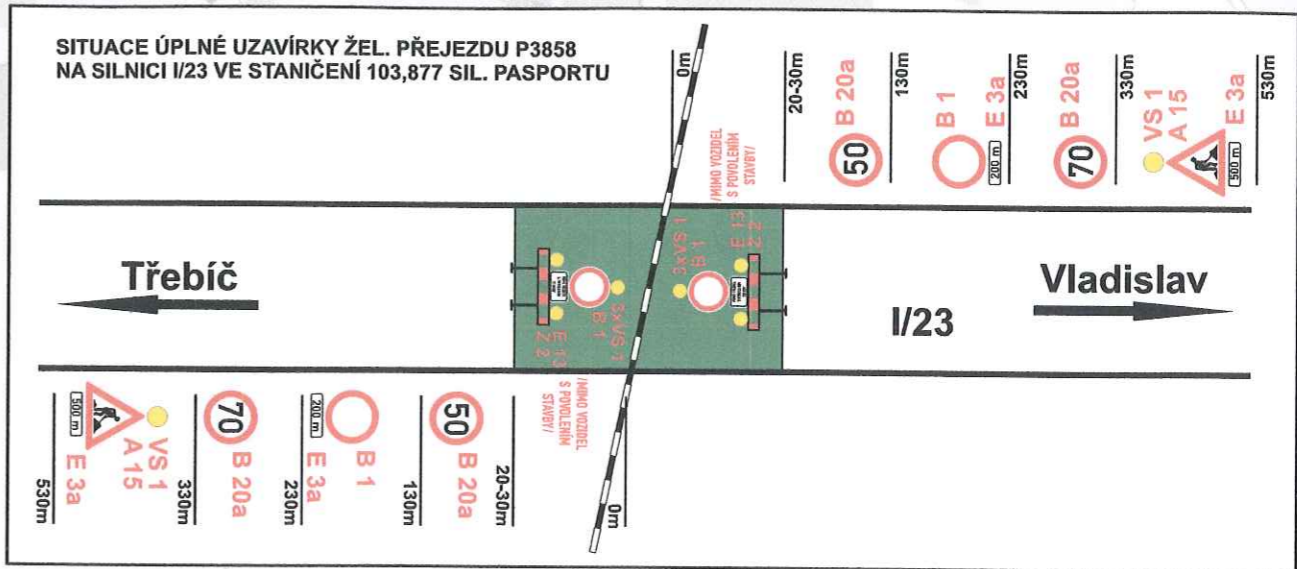 SITUACE ÚPLNÉ UZAVÍRKY ŽEL. PŘEJEZDU P3858
NA SILNICI I/23 VE STANIČENÍ 103,877 SIL. PASPORTU
0m
20-30m
50
B 20a
130m
B 1
200 m
E 3a
230m
70
B 20a
330m
VS 1
A 15
500 m
E 3a
530m
/MIMO VOZIDEL
S POVOLENÍM
STAVBY/
Třebíč
Z 2
E 13
B 1
3xVS 1
3xVS 1
B 1
E 13
Z 2
I/23
Vladislav
530m
E 3a
500 m
A 15
VS 1
330m
70
B 20a
230m
E 3a
200 m
B 1
130m
50
B 20a
20-30m
/MIMO VOZIDEL
S POVOLENÍM
STAVBY/
0m